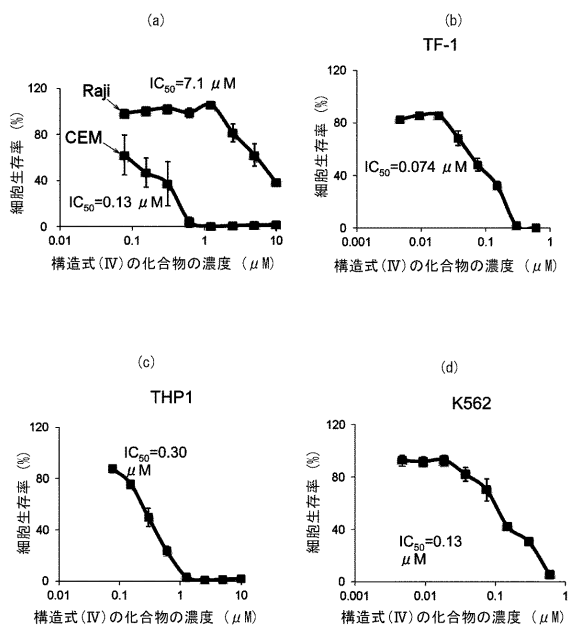 (a)
細胞生存率 (%)
120
80
40
0
Raji
IC50=7.1 μM
CEM
IC50=0.13 μM
0.01
0.1
1
10
構造式(Ⅳ)の化合物の濃度 (μM)
(b)
TF-1
細胞生存率 (%)
120
80
40
0
IC50=0.074 μM
0.001
0.01
0.1
1
構造式(Ⅳ)の化合物の濃度 (μM)
(c)
THP1
細胞生存率 (%)
120
80
40
0
IC50=0.30
μM
0.01
0.1
1
10
構造式(Ⅳ)の化合物の濃度 (μM)
(d)
K562
細胞生存率 (%)
120
80
40
0
IC50=0.13
μM
0.001
0.01
0.1
1
構造式(Ⅳ)の化合物の濃度 (μM)